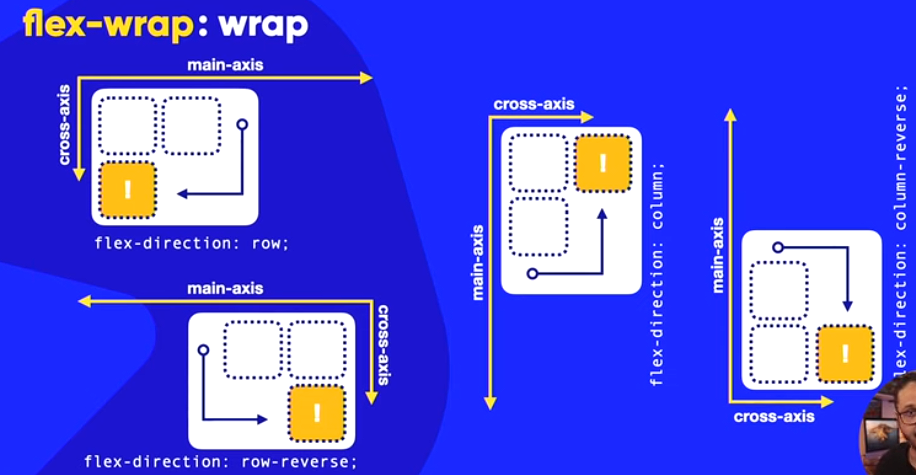 flex-wrap: wrap
main-axis
cross-axis
!
flex-direction: row;
main-axis
cross-axis
!
flex-direction: row-reverse;
cross-axis
main-axis
!
flex-direction: column;
main-axis
!
cross-axis
lex-direction: column-reverse;